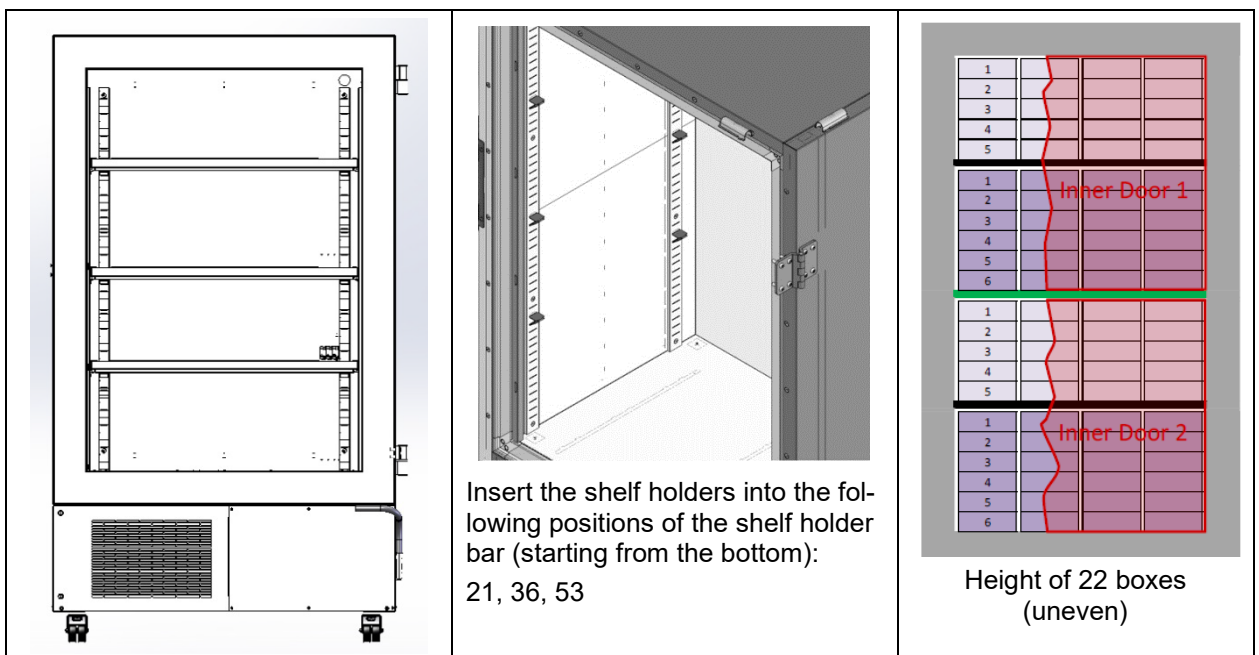 Insert the shelf holders into the fol-
lowing positions of the shelf holder
bar (starting from the bottom):
21, 36, 53
1
2
3
4
5
1
2
3
4
5
6
Inner Door 1
1
2
3
4
5
1
2
3
4
5
6
Inner Door 2
Height of 22 boxes
(uneven)